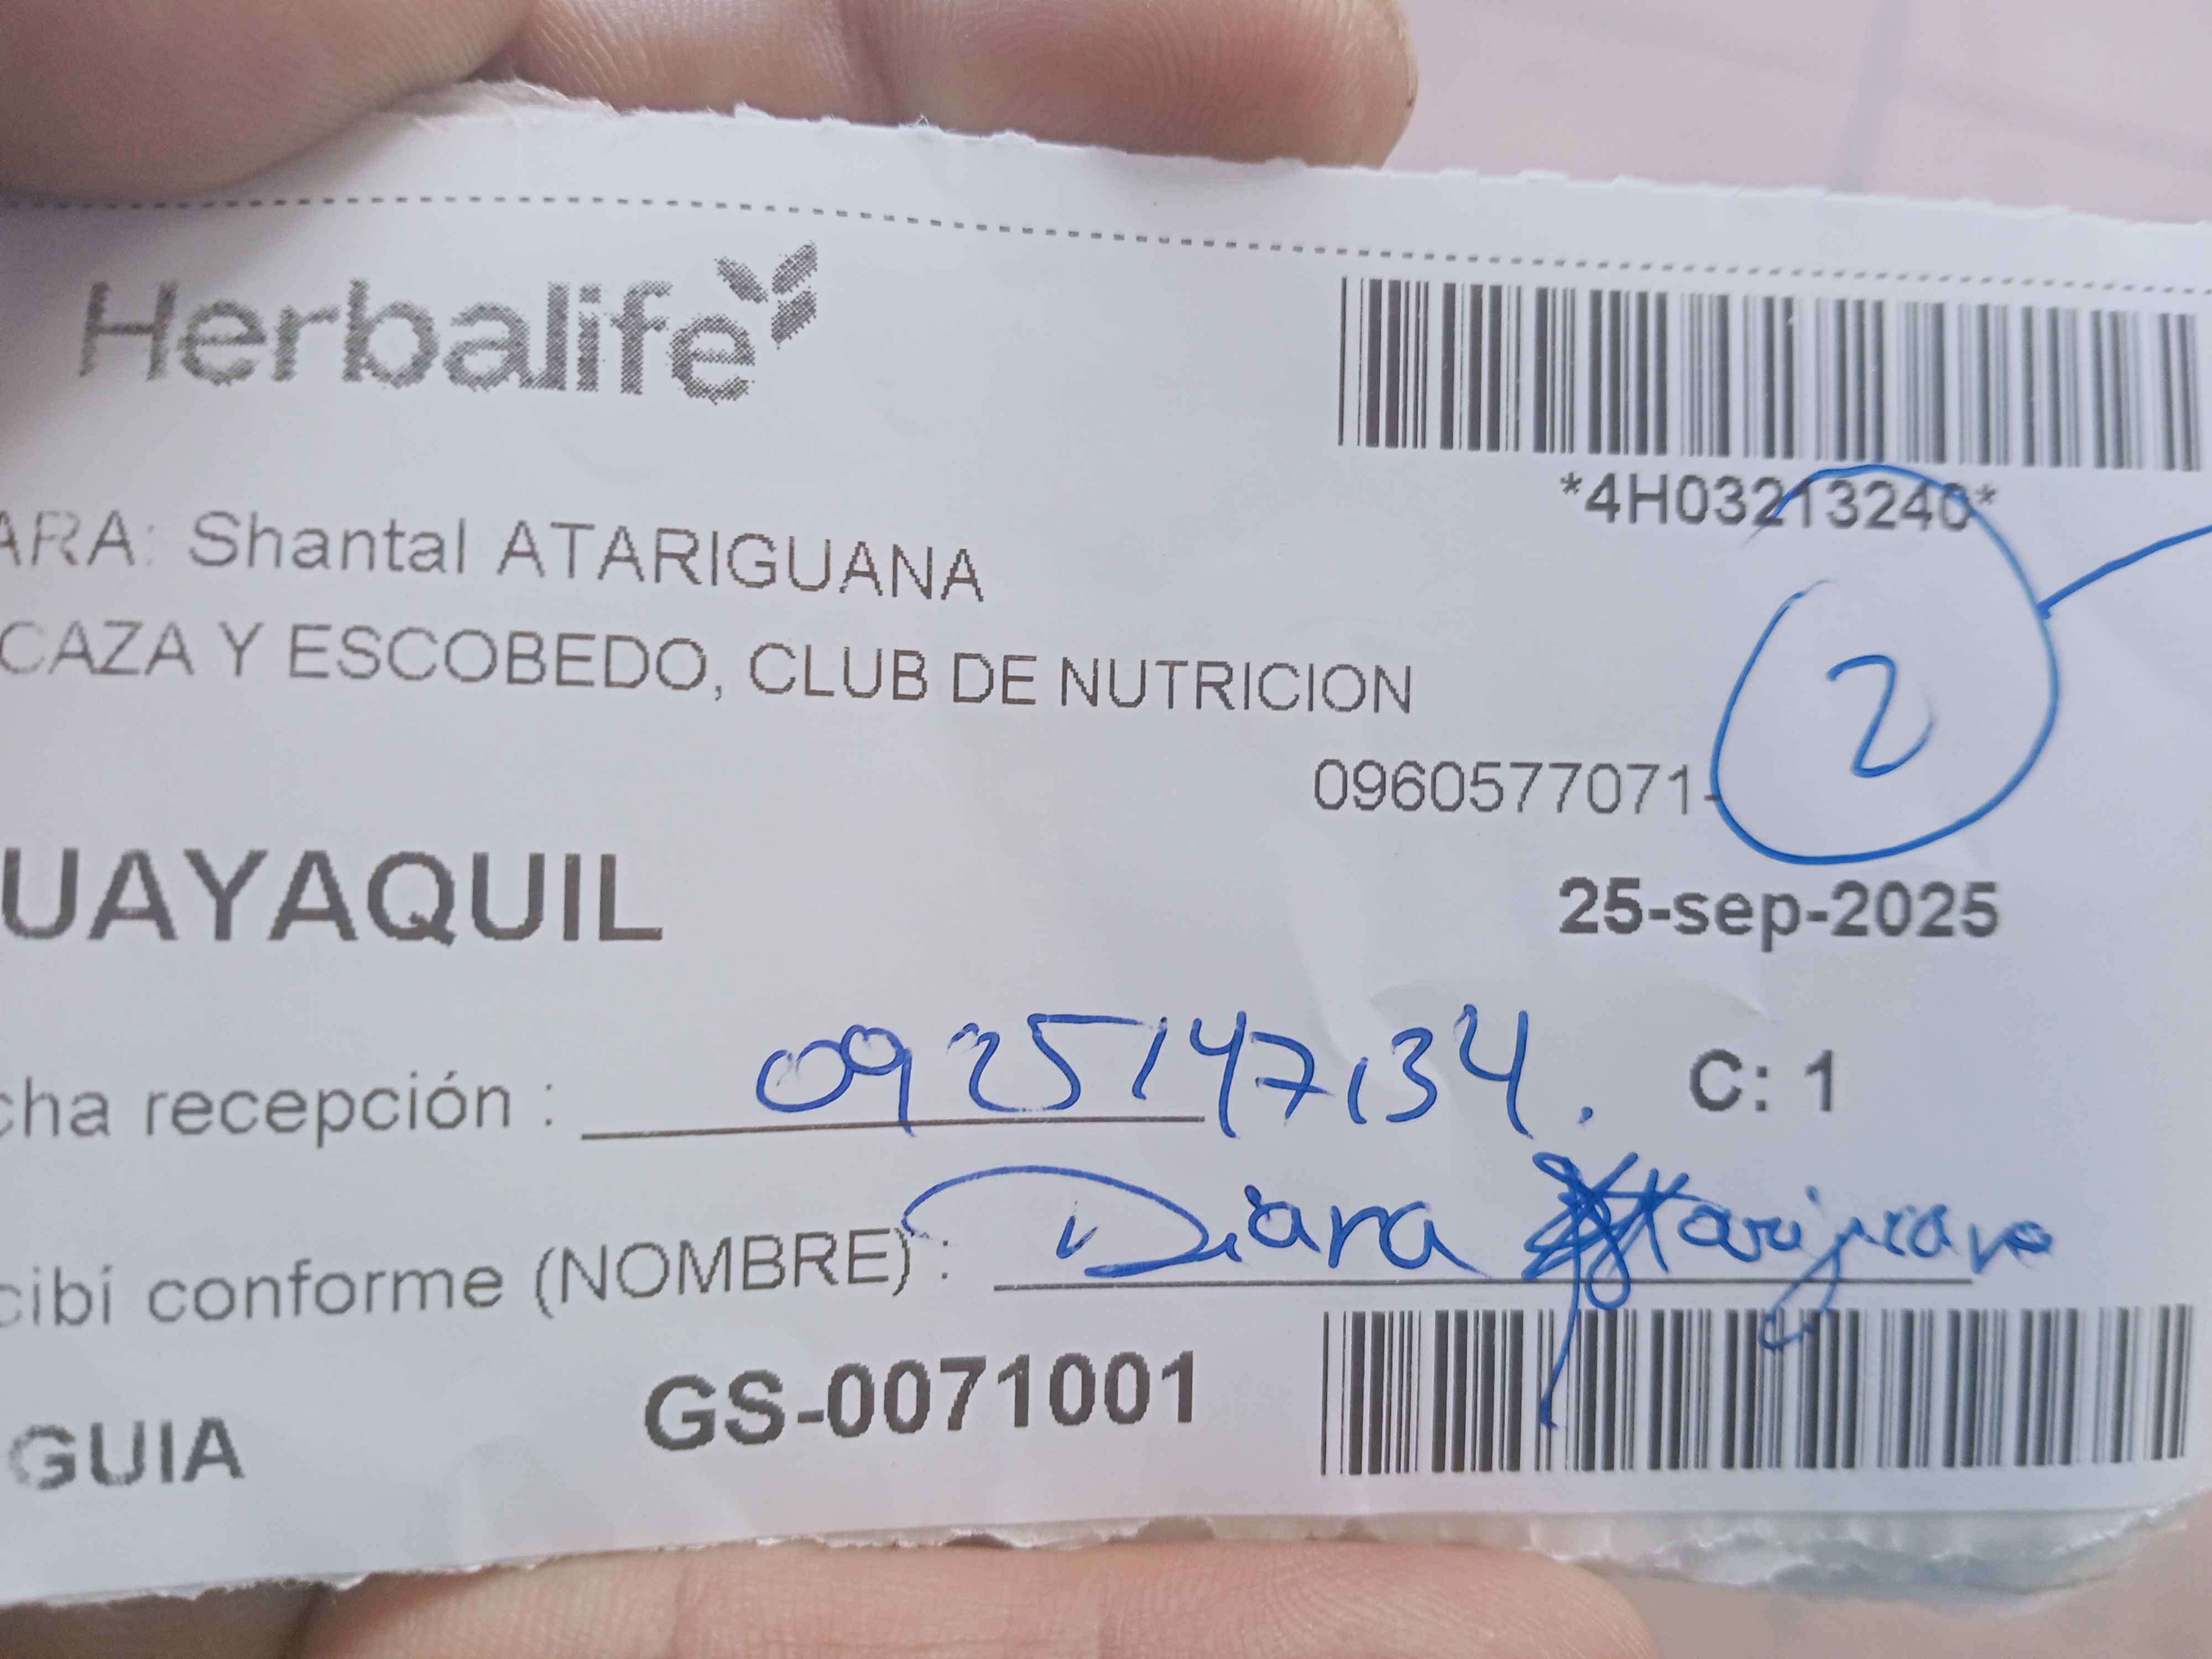 Herbalife
*4H03213240*
ARA: Shantal ATARIGUANA
CAZA Y ESCOBEDO, CLUB DE NUTRICION
2
0960577071-
UAYAQUIL
25-sep-2025
cha recepción : 0925147134.
C: 1
cibí conforme (NOMBRE) : Diana Atariguana
GUIA
GS-0071001